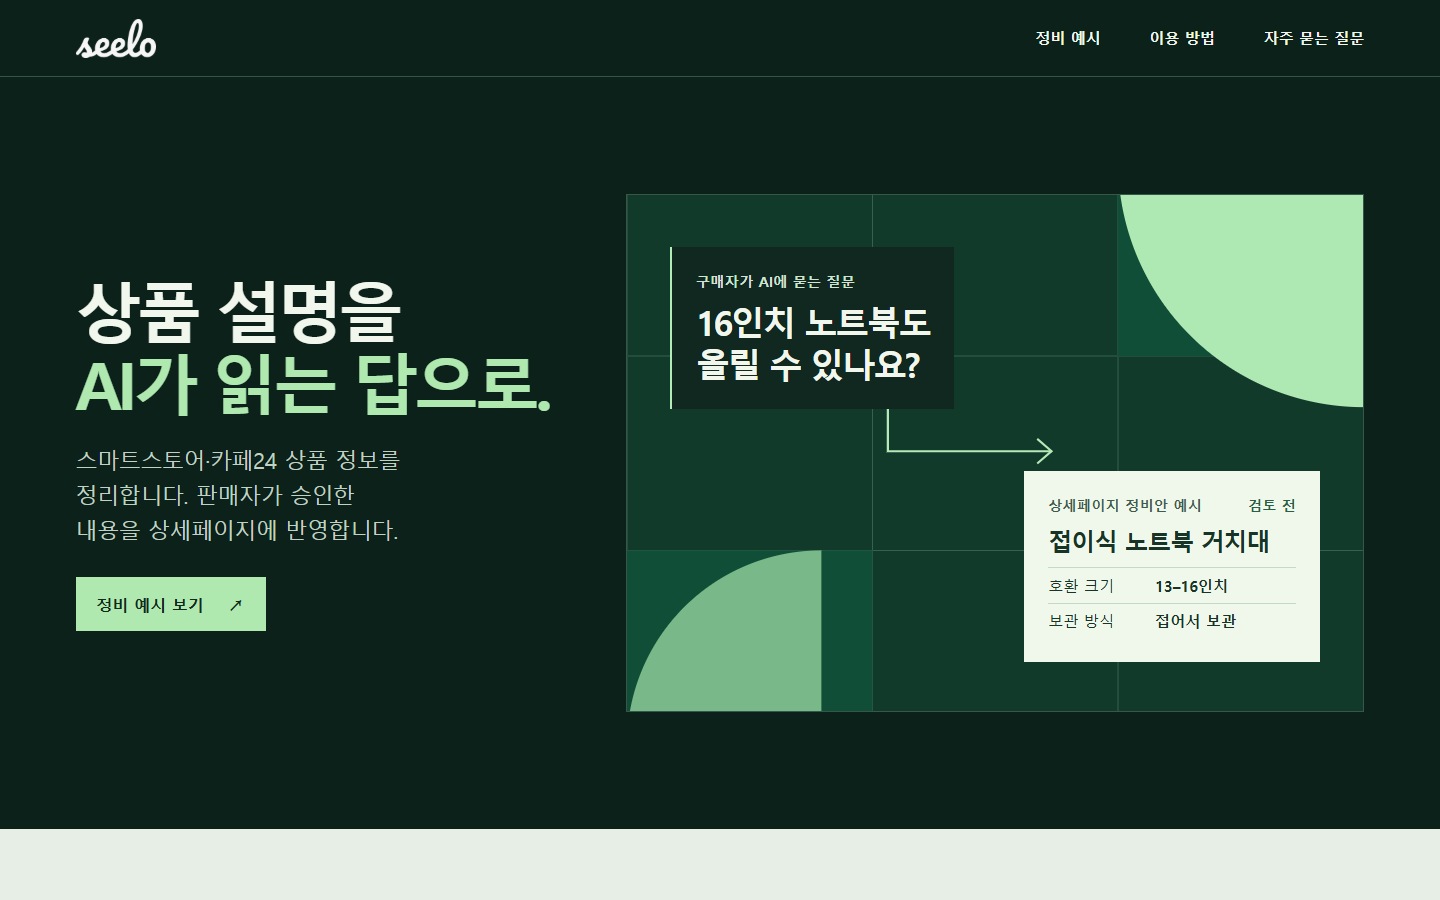 seelo
정비 예시
이용 방법
자주 묻는 질문
상품 설명을
AI가 읽는 답으로.
스마트스토어·카페24 상품 정보를
정리합니다. 판매자가 승인한
내용을 상세페이지에 반영합니다.
정비 예시 보기 ↗
구매자가 AI에 묻는 질문
16인치 노트북도
올릴 수 있나요?
상세페이지 정비안 예시 검토 전
접이식 노트북 거치대
호환 크기 13–16인치
보관 방식 접어서 보관